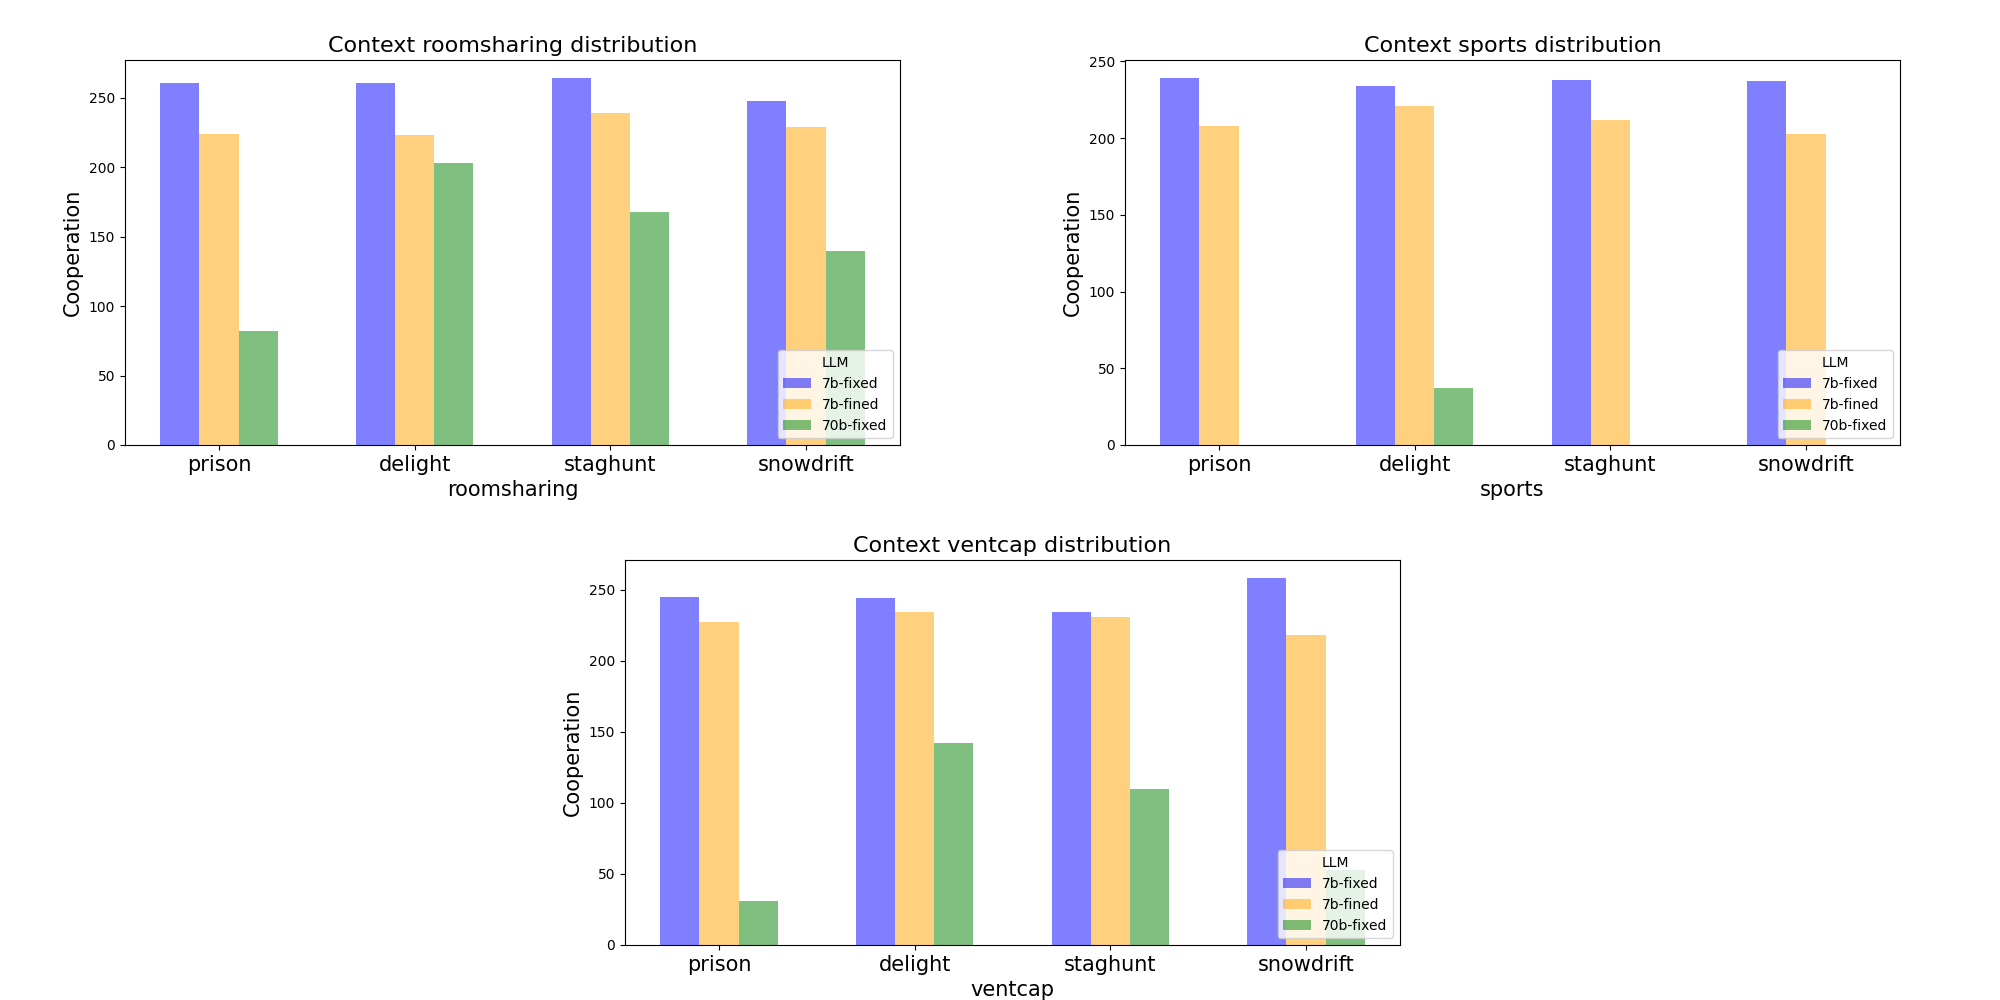 Context roomsharing distribution
Cooperation
250
200
150
100
50
0
prison delight staghunt snowdrift
roomsharing
LLM
7b-fixed
7b-fined
70b-fixed
Context sports distribution
Cooperation
250
200
150
100
50
0
prison delight staghunt snowdrift
sports
LLM
7b-fixed
7b-fined
70b-fixed
Context ventcap distribution
Cooperation
250
200
150
100
50
0
prison delight staghunt snowdrift
ventcap
LLM
7b-fixed
7b-fined
70b-fixed